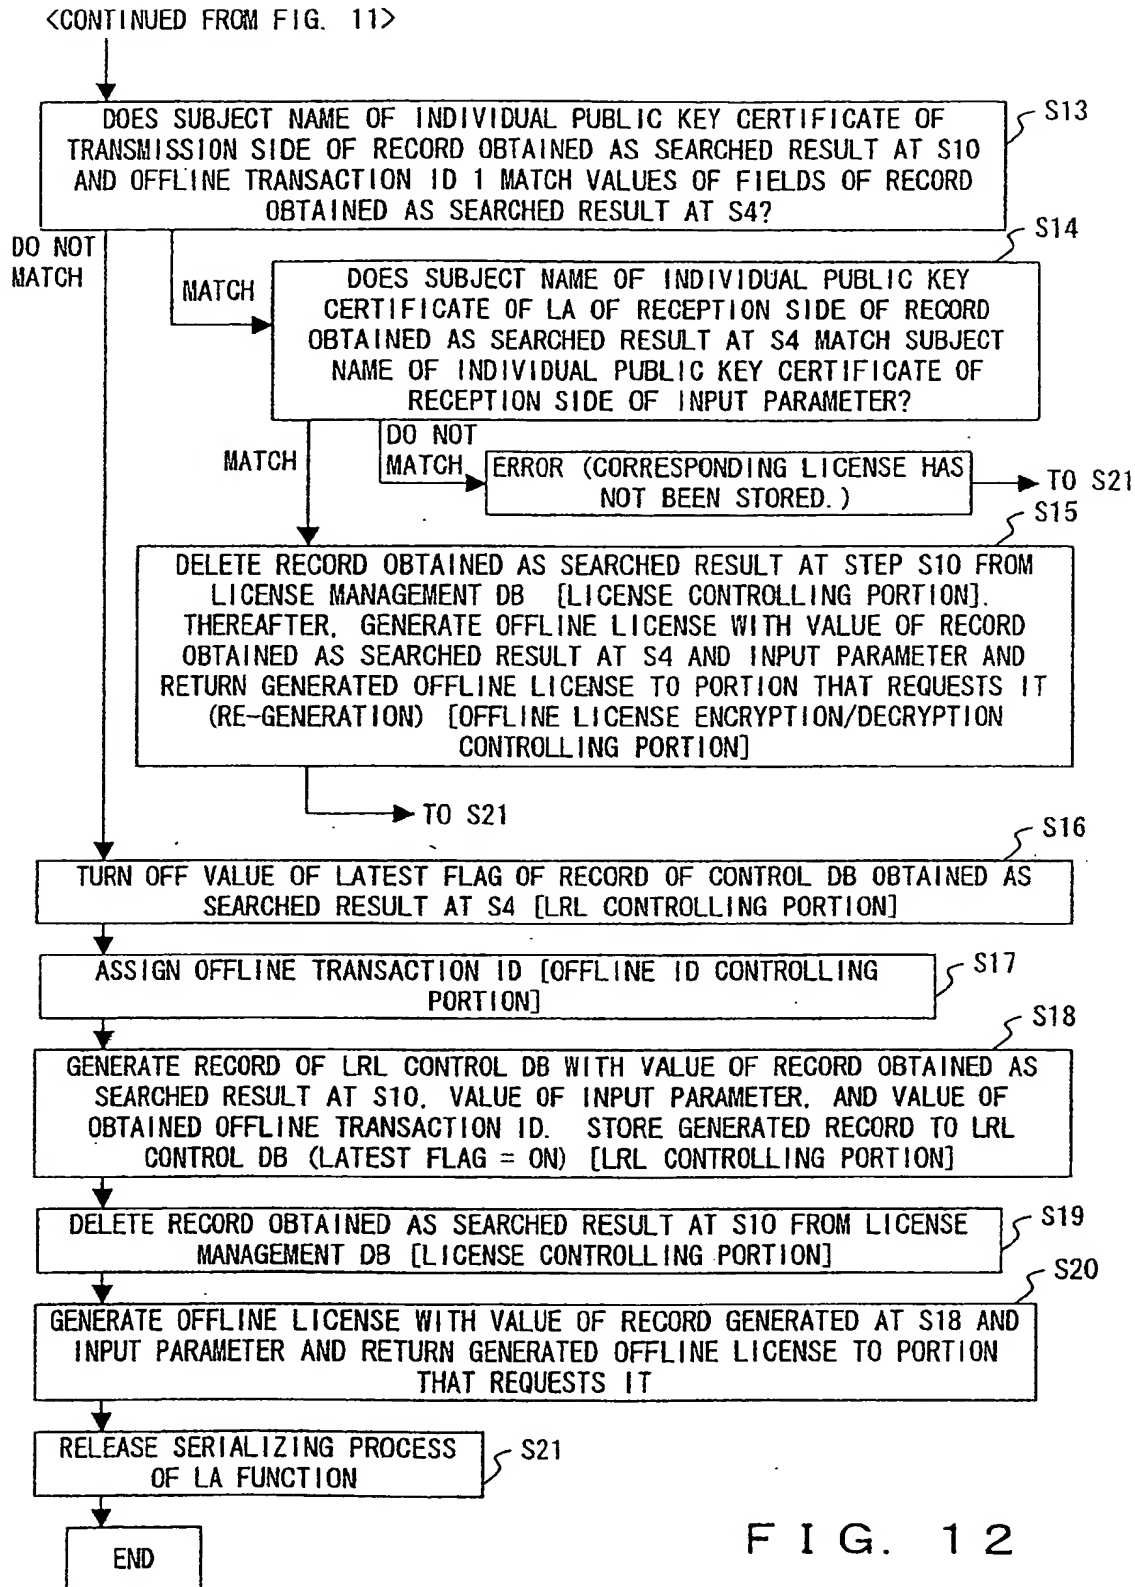 <CONTINUED FROM FIG. 11>
DOES SUBJECT NAME OF INDIVIDUAL PUBLIC KEY CERTIFICATE OF
TRANSMISSION SIDE OF RECORD OBTAINED AS SEARCHED RESULT AT S10
AND OFFLINE TRANSACTION ID 1 MATCH VALUES OF FIELDS OF RECORD
OBTAINED AS SEARCHED RESULT AT S4?
S13
DO NOT
MATCH
MATCH
S14
DOES SUBJECT NAME OF INDIVIDUAL PUBLIC KEY
CERTIFICATE OF LA OF RECEPTION SIDE OF RECORD
OBTAINED AS SEARCHED RESULT AT S4 MATCH SUBJECT
NAME OF INDIVIDUAL PUBLIC KEY CERTIFICATE OF
RECEPTION SIDE OF INPUT PARAMETER?
MATCH
DO NOT
MATCH
ERROR (CORRESPONDING LICENSE HAS
NOT BEEN STORED.)
TO S21
S15
DELETE RECORD OBTAINED AS SEARCHED RESULT AT STEP S10 FROM
LICENSE MANAGEMENT DB [LICENSE CONTROLLING PORTION].
THEREAFTER, GENERATE OFFLINE LICENSE WITH VALUE OF RECORD
OBTAINED AS SEARCHED RESULT AT S4 AND INPUT PARAMETER AND
RETURN GENERATED OFFLINE LICENSE TO PORTION THAT REQUESTS IT
(RE-GENERATION) [OFFLINE LICENSE ENCRYPTION/DECRYPTION
CONTROLLING PORTION]
TO S21
S16
TURN OFF VALUE OF LATEST FLAG OF RECORD OF CONTROL DB OBTAINED AS
SEARCHED RESULT AT S4 [LRL CONTROLLING PORTION]
ASSIGN OFFLINE TRANSACTION ID [OFFLINE ID CONTROLLING
PORTION]
S17
S18
GENERATE RECORD OF LRL CONTROL DB WITH VALUE OF RECORD OBTAINED AS
SEARCHED RESULT AT S10, VALUE OF INPUT PARAMETER, AND VALUE OF
OBTAINED OFFLINE TRANSACTION ID. STORE GENERATED RECORD TO LRL
CONTROL DB (LATEST FLAG = ON) [LRL CONTROLLING PORTION]
DELETE RECORD OBTAINED AS SEARCHED RESULT AT S10 FROM LICENSE
MANAGEMENT DB [LICENSE CONTROLLING PORTION]
S19
S20
GENERATE OFFLINE LICENSE WITH VALUE OF RECORD GENERATED AT S18 AND
INPUT PARAMETER AND RETURN GENERATED OFFLINE LICENSE TO PORTION
THAT REQUESTS IT
RELEASE SERIALIZING PROCESS
OF LA FUNCTION
S21
END
FIG. 12